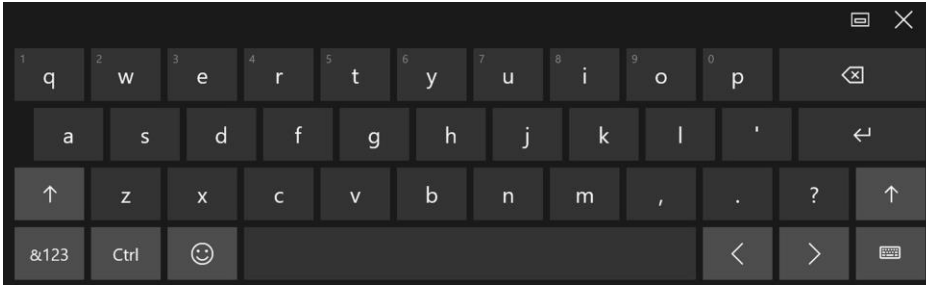 1 q 2 w 3 e 4 r 5 t 6 y 7 u 8 i 9 o 0 p
a s d f g h j k l '
z x c v b n m , . ?
&123 Ctrl